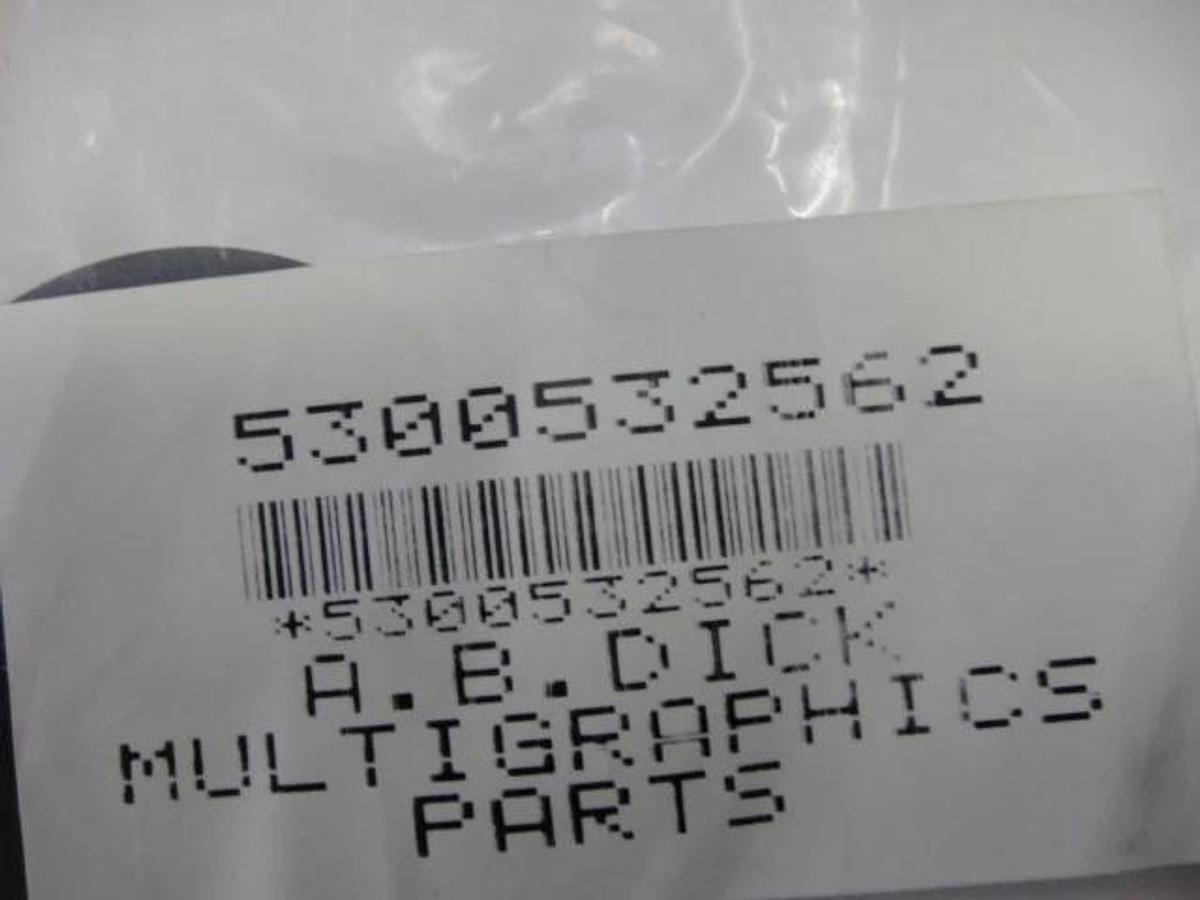 5300532562
*5300532562*
A.B.DICK
MULTIGRAPHICS
PARTS